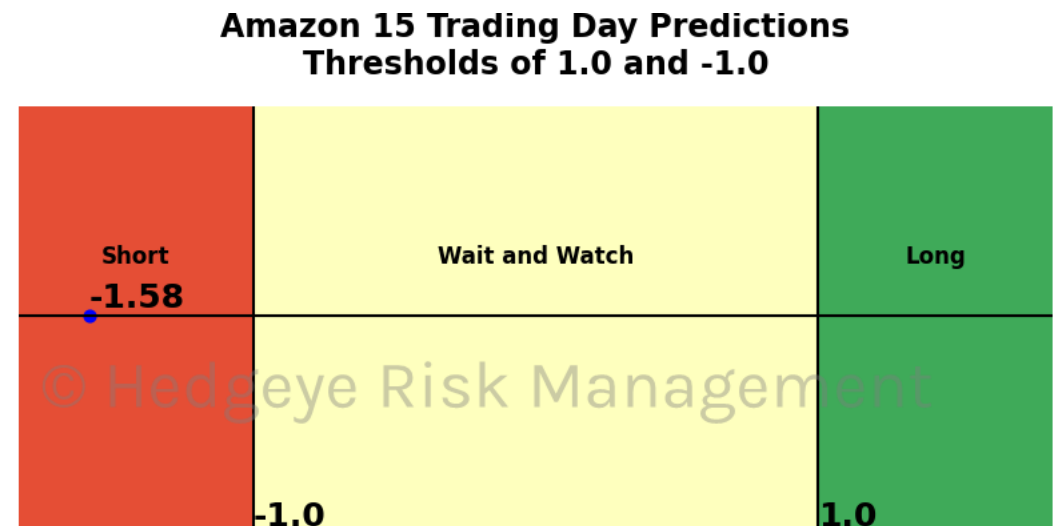 Amazon 15 Trading Day Predictions
Thresholds of 1.0 and -1.0
Short
Wait and Watch
Long
-1.58
© Hedgeye Risk Management
-1.0
1.0